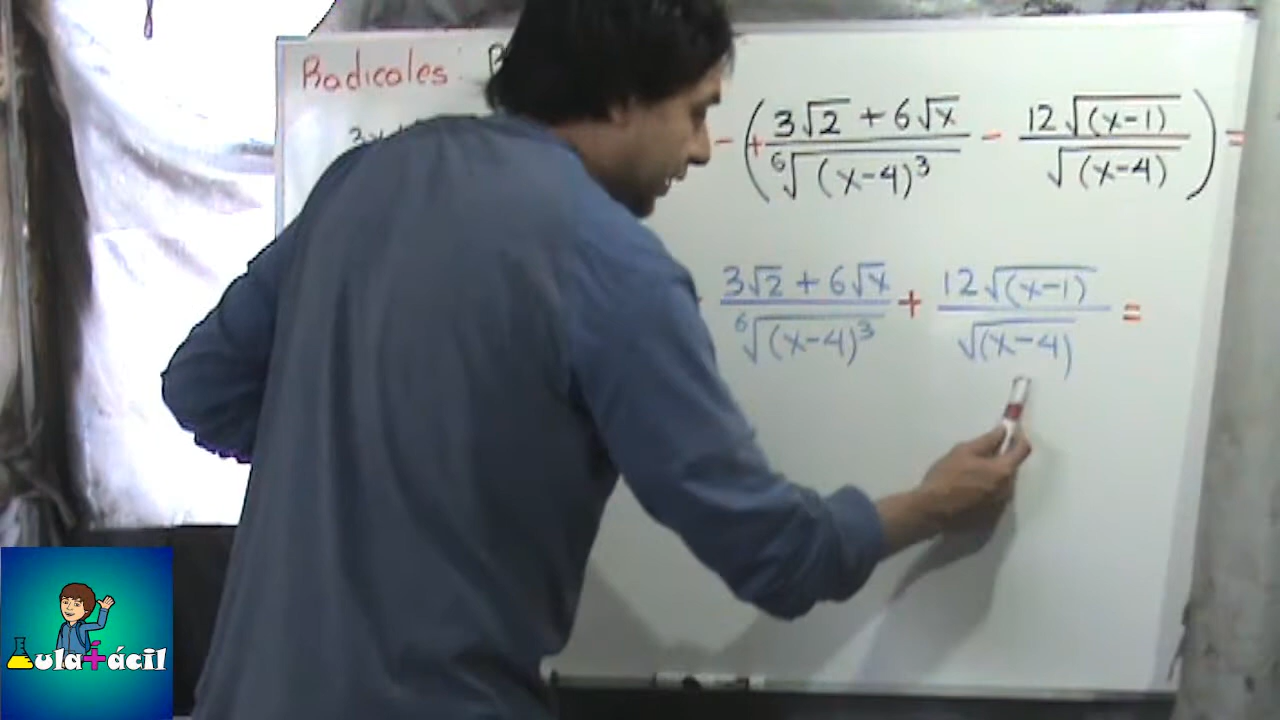 Radicales:
- (+ (3√2 + 6√x) / ⁶√(x-4)³ - 12√(x-1) / √(x-4) ) =
(3√2 + 6√x) / ⁶√(x-4)³ + 12√(x-1) / √(x-4) =
Aula+ácil